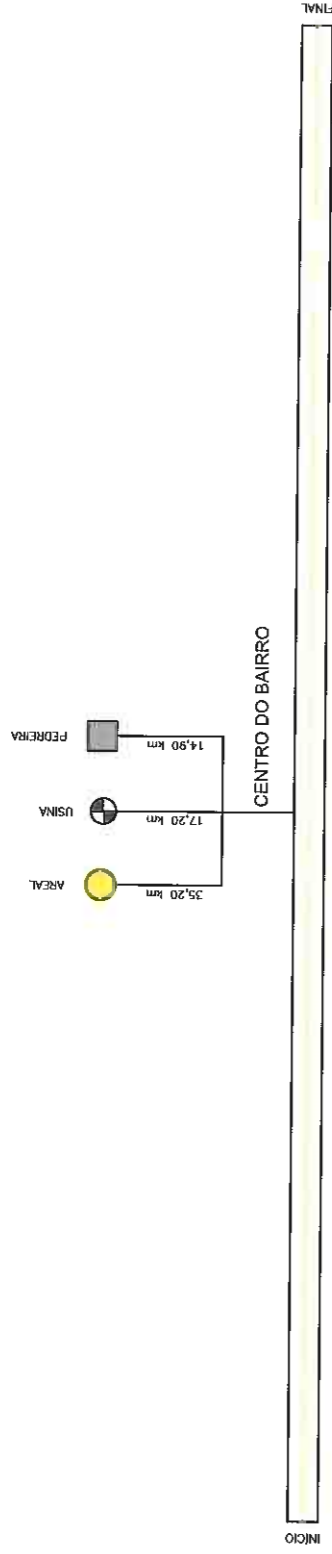 FINAL
PEDREIRA
14,90 km
USINA
17,20 km
AREAL
35,20 km
CENTRO DO BAIRRO
INÍCIO